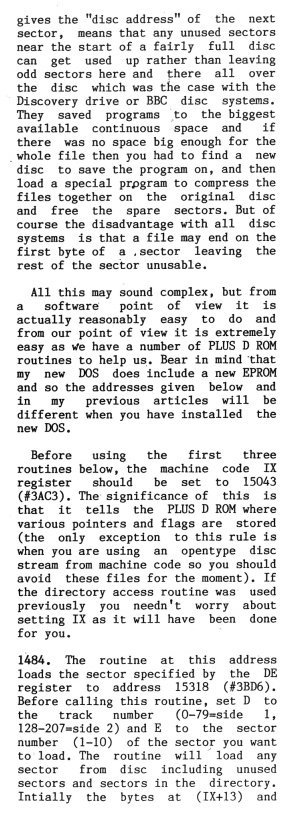 gives the "disc address" of the next
sector, means that any unused sectors
near the start of a fairly full disc
can get used up rather than leaving
odd sectors here and there all over
the disc which was the case with the
Discovery drive or BBC disc systems.
They saved programs to the biggest
available continuous space and if
there was no space big enough for the
whole file then you had to find a new
disc to save the program on, and then
load a special program to compress the
files together on the original disc
and free the spare sectors. But of
course the disadvantage with all disc
systems is that a file may end on the
first byte of a sector leaving the
rest of the sector unusable.
All this may sound complex, but from
a software point of view it is
actually reasonably easy to do and
from our point of view it is extremely
easy as we have a number of PLUS D ROM
routines to help us. Bear in mind that
my new DOS does include a new EPROM
and so the addresses given below and
in my previous articles will be
different when you have installed the
new DOS.
Before using the first three
routines below, the machine code IX
register should be set to 15043
(#3AC3). The significance of this is
that it tells the PLUS D ROM where
various pointers and flags are stored
(the only exception to this rule is
when you are using an opentype disc
stream from machine code so you should
avoid these files for the moment). If
the directory access routine was used
previously you needn't worry about
setting IX as it will have been done
for you.
1484. The routine at this address
loads the sector specified by the DE
register to address 15318 (#3BD6).
Before calling this routine, set D to
the track number (0-79=side 1,
128-207=side 2) and E to the sector
number (1-10) of the sector you want
to load. The routine will load any
sector from disc including unused
sectors and sectors in the directory.
Intially the bytes at (IX+13) and